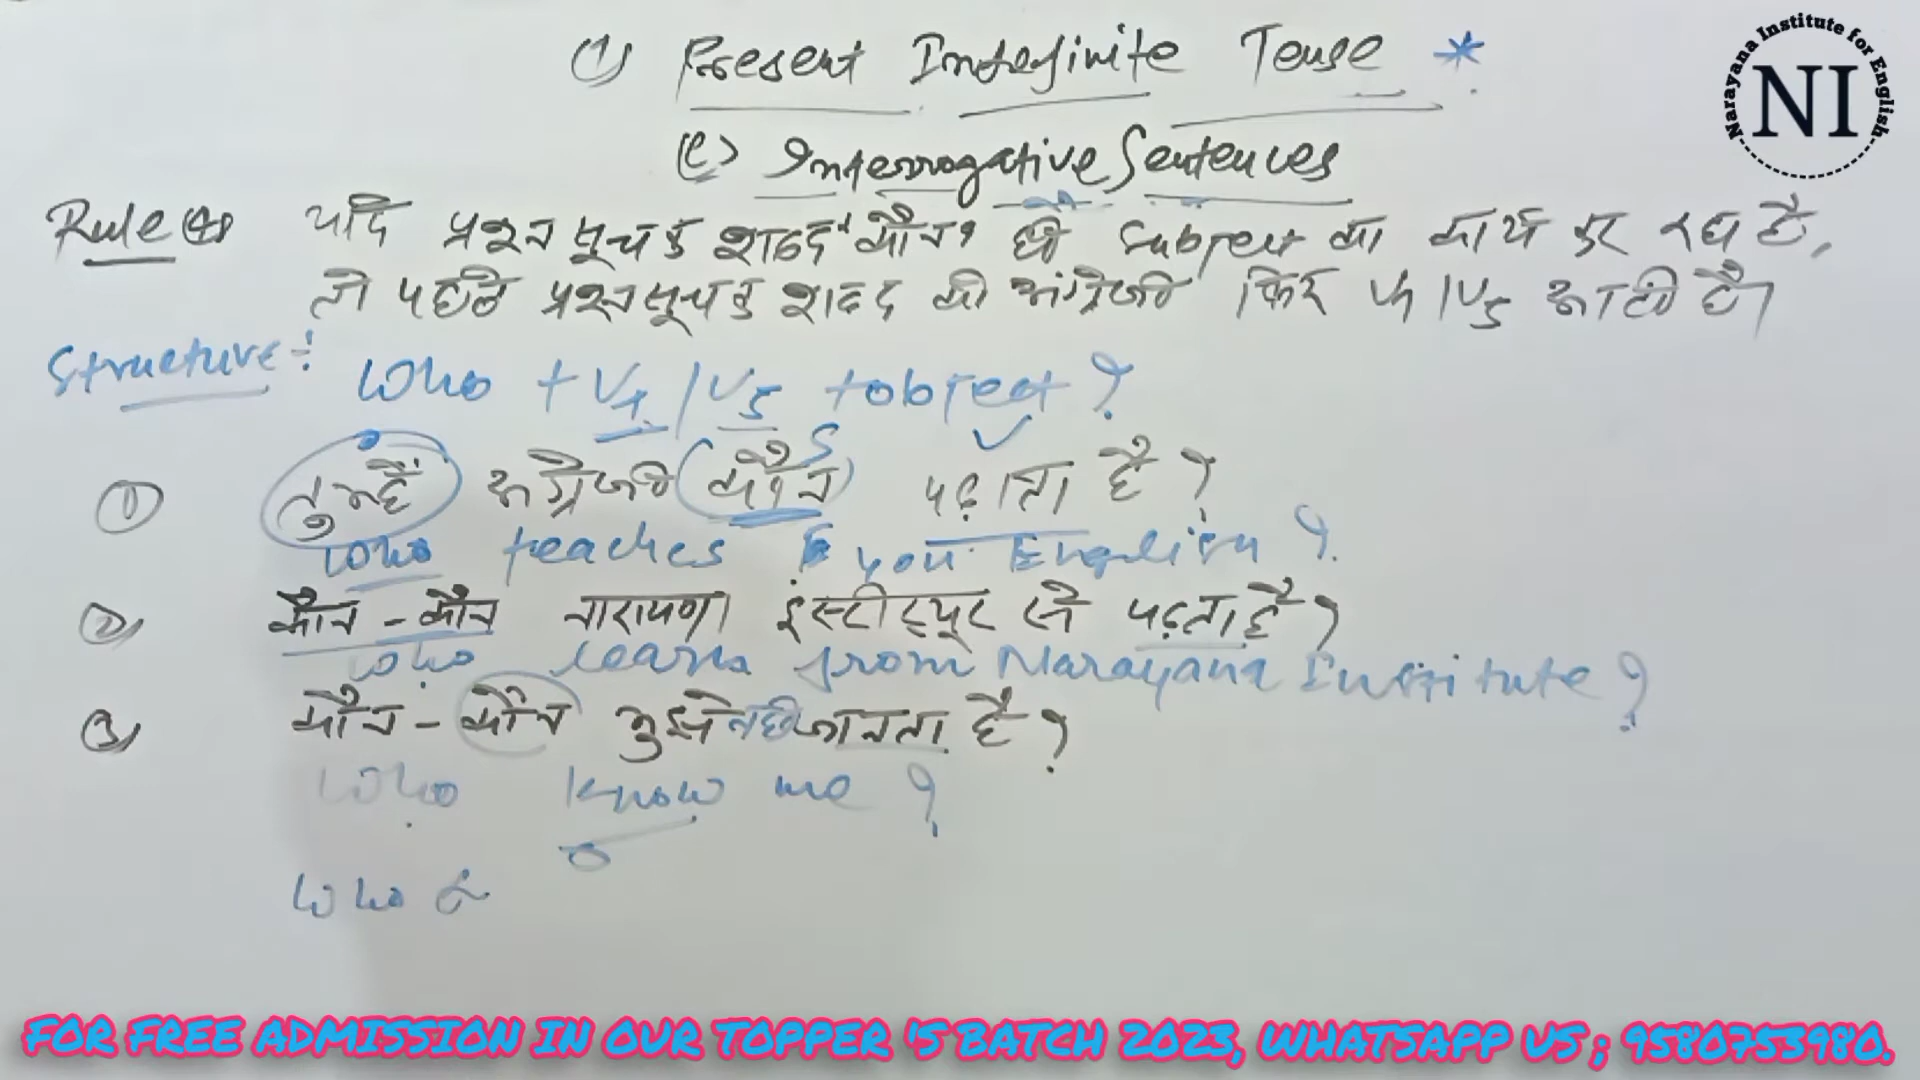 (1) Present Indefinite Tense *
Narayana Institute for English
NI
(C) Interrogative Sentences
Rule यदि प्रश्न सूचक शब्द "कौन" ही Subject का कार्य कर रहा है,
तो पहले प्रश्न सूचक शब्द की अंग्रेजी फिर V1/V5 आती है।
Structure:
Who + V1/V5 + object ?
S
(1) तुम्हें अंग्रेजी कौन पढ़ाता है ?
Who teaches you English ?
(2) कौन-कौन नारायणा इंस्टीट्यूट से पढ़ता है ?
Who learns from Narayana Institute ?
(3) कौन-कौन मुझे नहीं जानता है ?
Who know me ?
Who
FOR FREE ADMISSION IN OUR TOPPER 'S BATCH 2023, WHATSAPP US ; 9580753980.